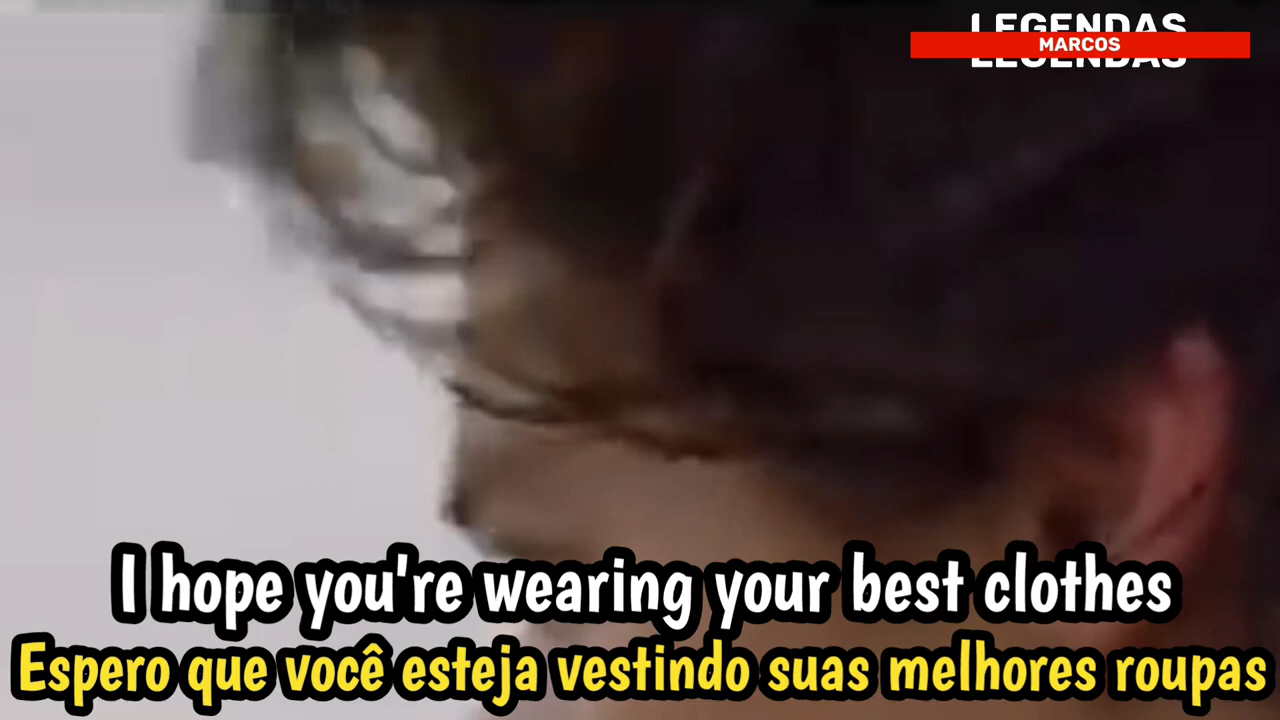 LEGENDAS
MARCOS
LEGENDAS
I hope you're wearing your best clothes
Espero que você esteja vestindo suas melhores roupas